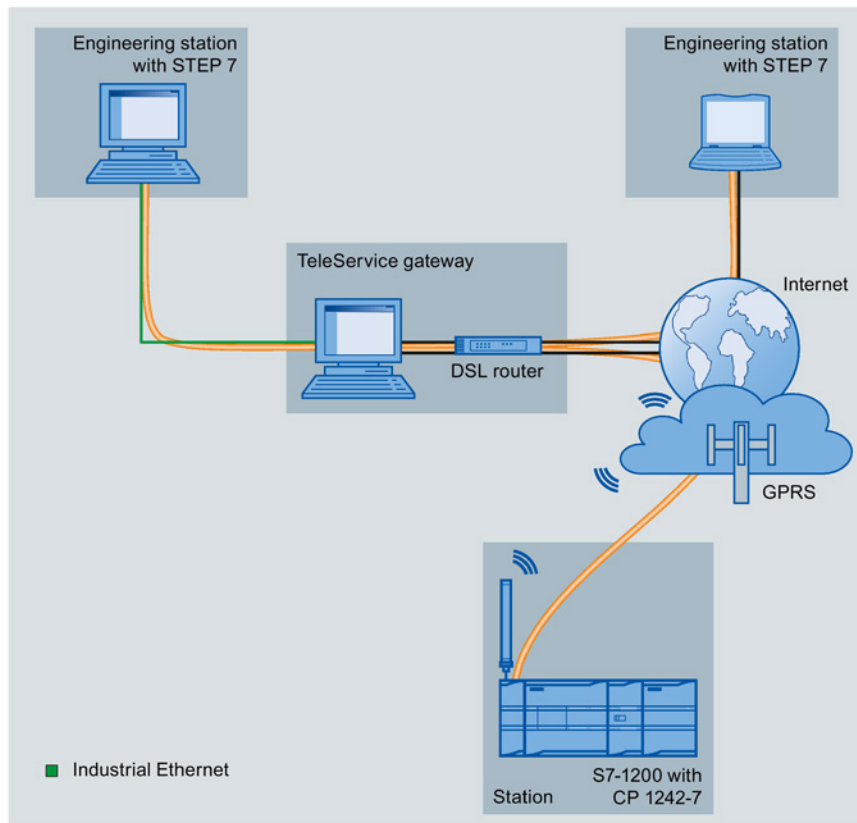 Engineering station
with STEP 7
Engineering station
with STEP 7
TeleService gateway
Internet
DSL router
GPRS
Industrial Ethernet
S7-1200 with
CP 1242-7
Station